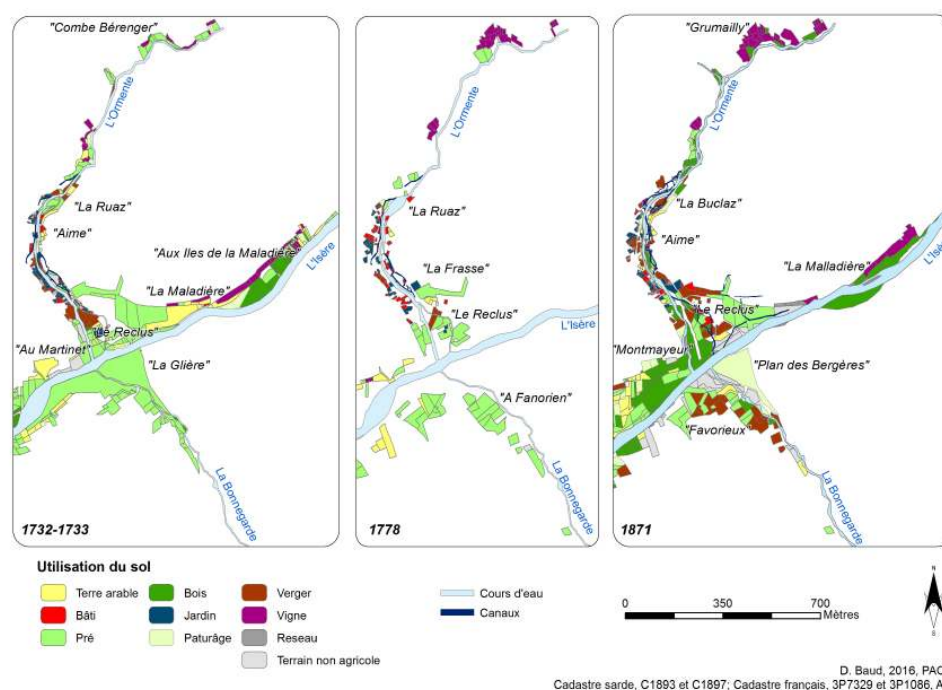 "Combe Bérenger"
L'Ormente
"La Ruaz"
"Aime"
"Aux Iles de la Maladière"
"La Maladière"
L'Isère
"Le Reclus"
"Au Martinet"
"La Glière"
La Bonnegarde
1732-1733
L'Ormente
"La Ruaz"
"La Frasse"
"Le Reclus"
L'Isère
"A Fanorien"
La Bonnegarde
1778
"Grumailly"
L'Ormente
"La Buclaz"
"Aime"
"La Malladière"
L'Isè
"Le Reclus"
"Montmayeur"
"Plan des Bergères"
"Favorieux"
La Bonnegarde
1871
Utilisation du sol
Terre arable
Bâti
Pré
Bois
Jardin
Paturâge
Verger
Vigne
Reseau
Terrain non agricole
Cours d'eau
Canaux
0 350 700
Mètres
N
S
D. Baud, 2016, PAC
Cadastre sarde, C1893 et C1897; Cadastre français, 3P7329 et 3P1086, A